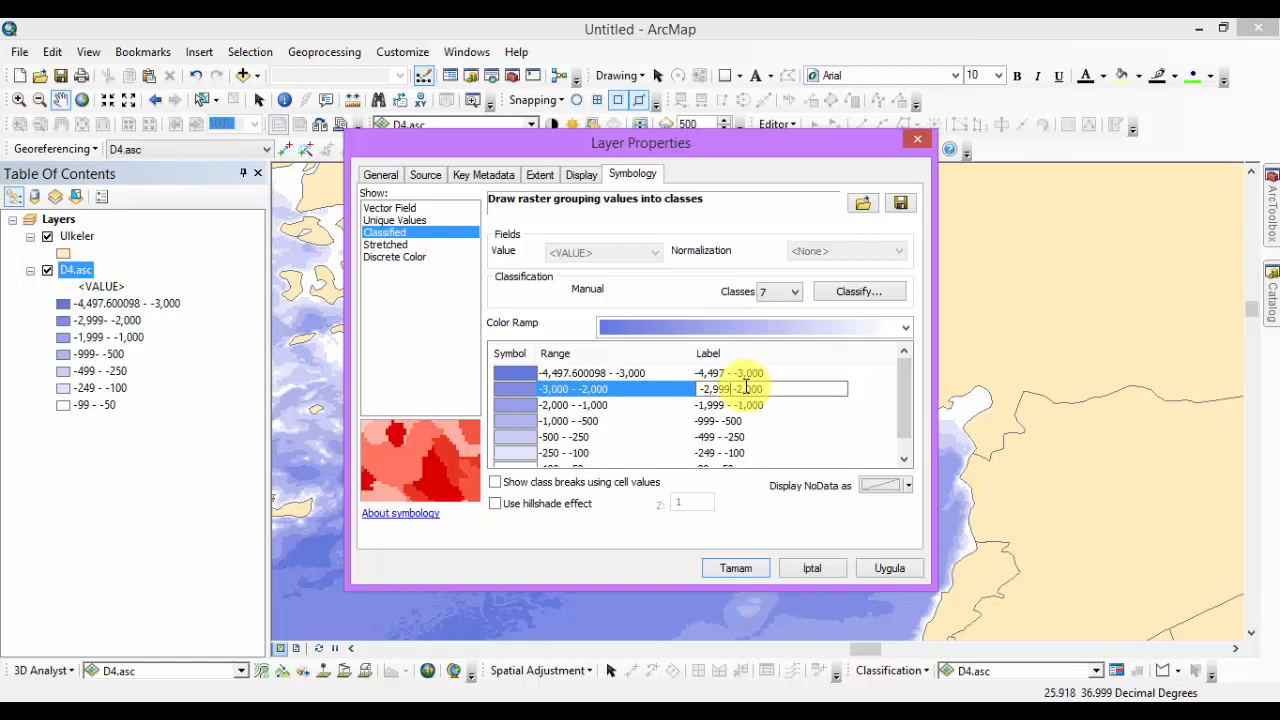 Untitled - ArcMap
File Edit View Bookmarks Insert Selection Geoprocessing Customize Windows Help
Drawing Arial 10 B I U A
Snapping
100% D4.asc 500 Editor
Georeferencing D4.asc
Table Of Contents
Layers
Ulkeler
D4.asc
<VALUE>
-4,497.600098 - -3,000
-2,999- -2,000
-1,999 - -1,000
-999- -500
-499 - -250
-249 - -100
-99 - -50
Layer Properties
General Source Key Metadata Extent Display Symbology
Show:
Vector Field
Unique Values
Classified
Stretched
Discrete Color
About symbology
Draw raster grouping values into classes
Fields
Value <VALUE> Normalization <None>
Classification
Manual Classes 7 Classify...
Color Ramp
Symbol Range Label
-4,497.600098 - -3,000 -4,497 - -3,000
-3,000 - -2,000 -2,999 -2,000
-2,000 - -1,000 -1,999 - -1,000
-1,000 - -500 -999- -500
-500 - -250 -499 - -250
-250 - -100 -249 - -100
Show class breaks using cell values
Display NoData as
Use hillshade effect Z: 1
Tamam İptal Uygula
ArcToolbox
Catalog
3D Analyst D4.asc Spatial Adjustment Classification D4.asc
25.918 36.999 Decimal Degrees